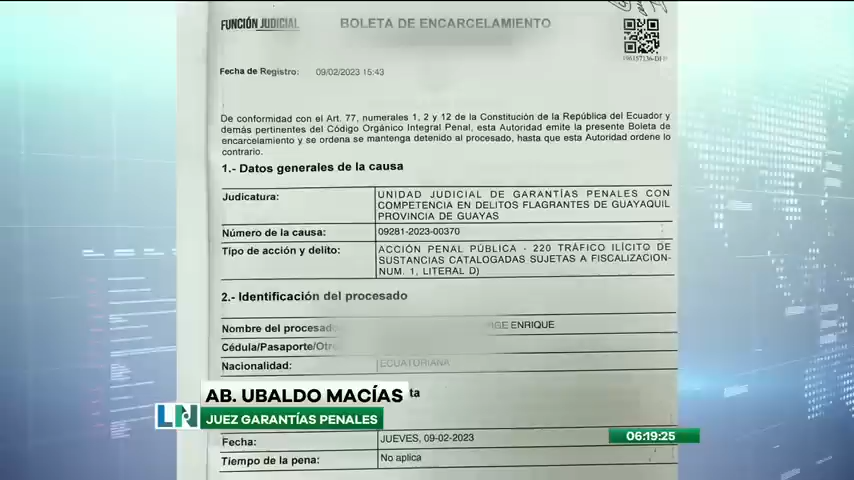 FUNCIÓN JUDICIAL
BOLETA DE ENCARCELAMIENTO
196157136-DFE
Fecha de Registro: 09/02/2023 15:43
De conformidad con el Art. 77, numerales 1, 2 y 12 de la Constitución de la República del Ecuador y
demás pertinentes del Código Orgánico Integral Penal, esta Autoridad emite la presente Boleta de
encarcelamiento y se ordena se mantenga detenido al procesado, hasta que esta Autoridad ordene lo
contrario.
1.- Datos generales de la causa
Judicatura: UNIDAD JUDICIAL DE GARANTÍAS PENALES CON
COMPETENCIA EN DELITOS FLAGRANTES DE GUAYAQUIL
PROVINCIA DE GUAYAS
Número de la causa: 09281-2023-00370
Tipo de acción y delito: ACCIÓN PENAL PÚBLICA - 220 TRÁFICO ILÍCITO DE
SUSTANCIAS CATALOGADAS SUJETAS A FISCALIZACION-
NUM. 1, LITERAL D)
2.- Identificación del procesado
Nombre del procesado ENRIQUE
Cédula/Pasaporte/Otro
Nacionalidad: ECUATORIANA
AB. UBALDO MACÍAS
LN
JUEZ GARANTÍAS PENALES
Fecha: JUEVES, 09-02-2023
06:19:25
Tiempo de la pena: No aplica